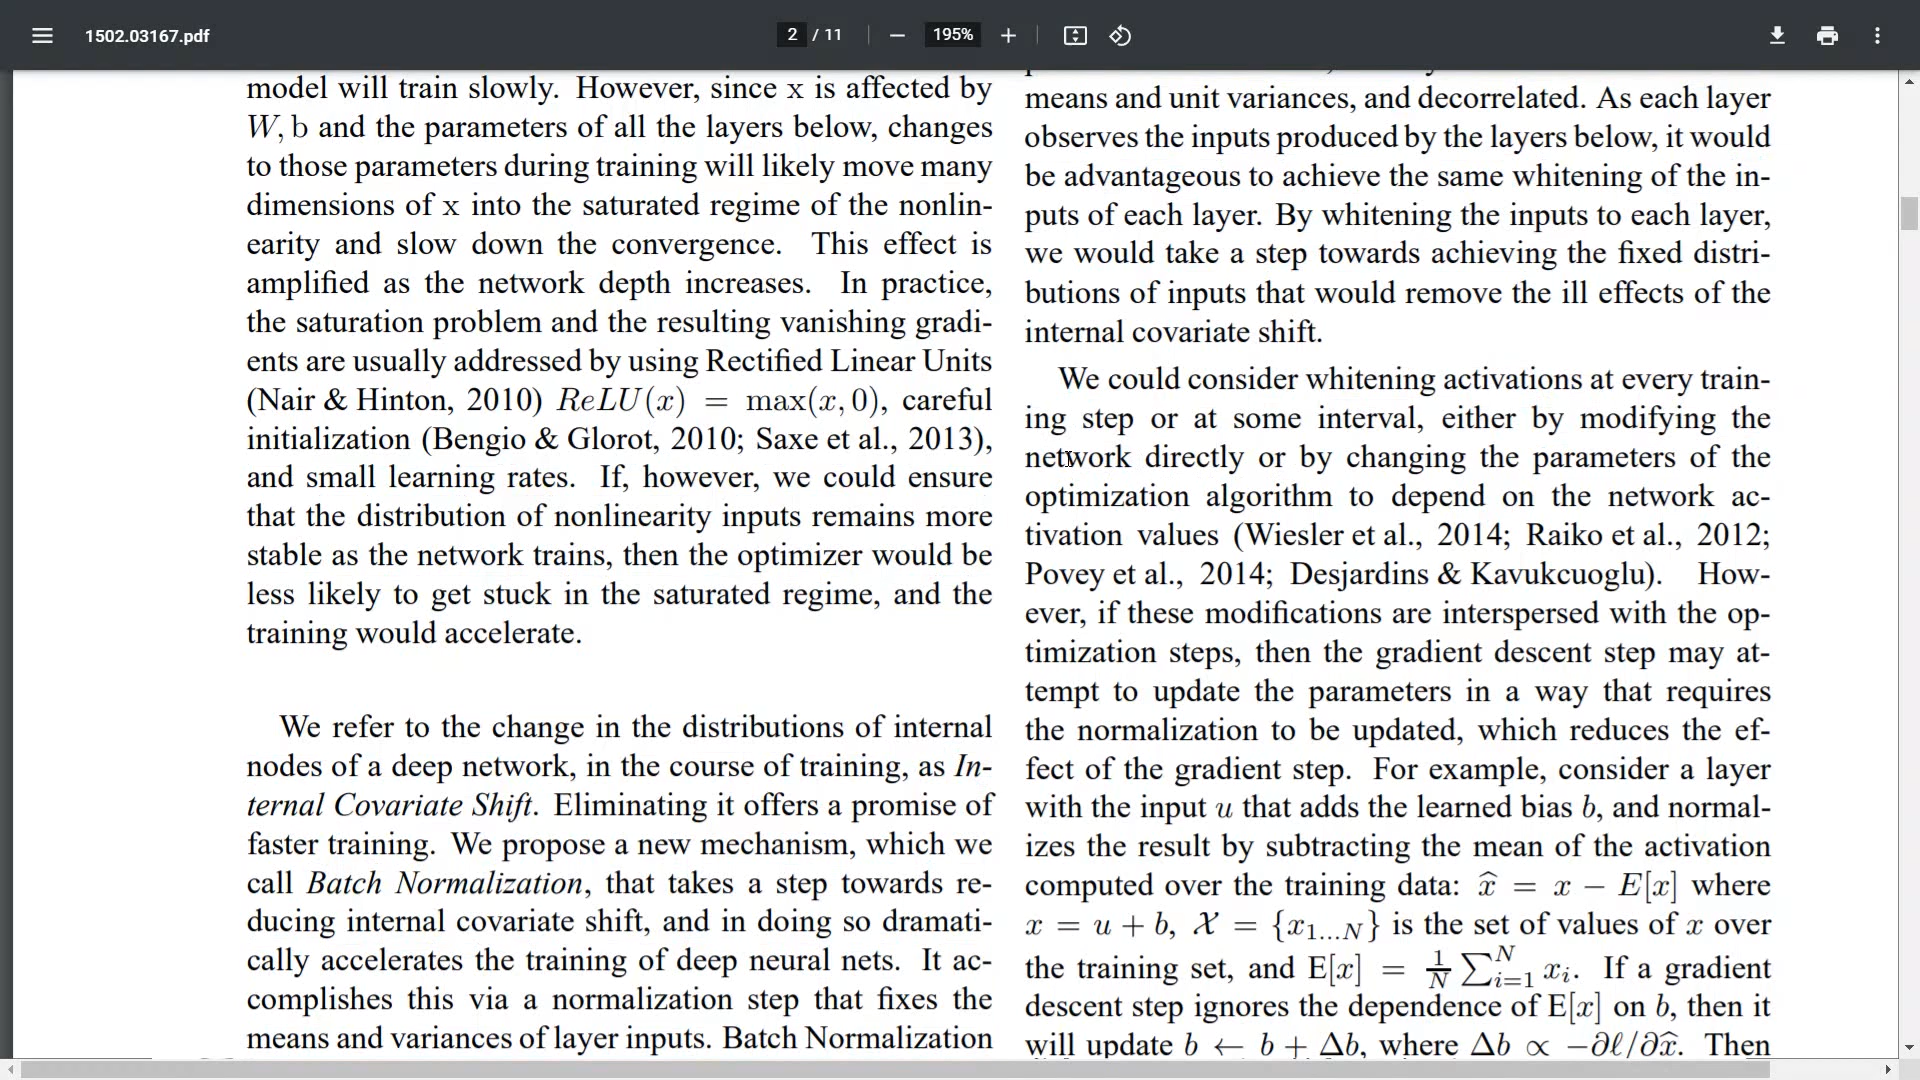 1502.03167.pdf
2 / 11
195%
model will train slowly. However, since x is affected by
W, b and the parameters of all the layers below, changes
to those parameters during training will likely move many
dimensions of x into the saturated regime of the nonlin-
earity and slow down the convergence. This effect is
amplified as the network depth increases. In practice,
the saturation problem and the resulting vanishing gradi-
ents are usually addressed by using Rectified Linear Units
(Nair & Hinton, 2010) ReLU(x) = max(x, 0), careful
initialization (Bengio & Glorot, 2010; Saxe et al., 2013),
and small learning rates. If, however, we could ensure
that the distribution of nonlinearity inputs remains more
stable as the network trains, then the optimizer would be
less likely to get stuck in the saturated regime, and the
training would accelerate.
We refer to the change in the distributions of internal
nodes of a deep network, in the course of training, as In-
ternal Covariate Shift. Eliminating it offers a promise of
faster training. We propose a new mechanism, which we
call Batch Normalization, that takes a step towards re-
ducing internal covariate shift, and in doing so dramati-
cally accelerates the training of deep neural nets. It ac-
complishes this via a normalization step that fixes the
means and variances of layer inputs. Batch Normalization
means and unit variances, and decorrelated. As each layer
observes the inputs produced by the layers below, it would
be advantageous to achieve the same whitening of the in-
puts of each layer. By whitening the inputs to each layer,
we would take a step towards achieving the fixed distri-
butions of inputs that would remove the ill effects of the
internal covariate shift.
We could consider whitening activations at every train-
ing step or at some interval, either by modifying the
network directly or by changing the parameters of the
optimization algorithm to depend on the network ac-
tivation values (Wiesler et al., 2014; Raiko et al., 2012;
Povey et al., 2014; Desjardins & Kavukcuoglu). How-
ever, if these modifications are interspersed with the op-
timization steps, then the gradient descent step may at-
tempt to update the parameters in a way that requires
the normalization to be updated, which reduces the ef-
fect of the gradient step. For example, consider a layer
with the input u that adds the learned bias b, and normal-
izes the result by subtracting the mean of the activation
computed over the training data: x̂ = x − E[x] where
x = u + b, 𝒳 = {x₁...N} is the set of values of x over
the training set, and E[x] = 1/N ∑ᵢ₌₁ᴺ xᵢ. If a gradient
descent step ignores the dependence of E[x] on b, then it
will update b ← b + Δb, where Δb ∝ −∂ℓ/∂x̂. Then